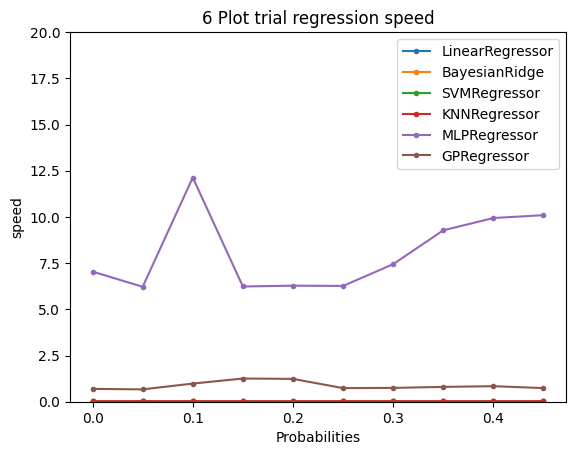 6 Plot trial regression speed
20.0
17.5
15.0
12.5
10.0
7.5
5.0
2.5
0.0
speed
LinearRegressor
BayesianRidge
SVMRegressor
KNNRegressor
MLPRegressor
GPRegressor
0.0 0.1 0.2 0.3 0.4
Probabilities